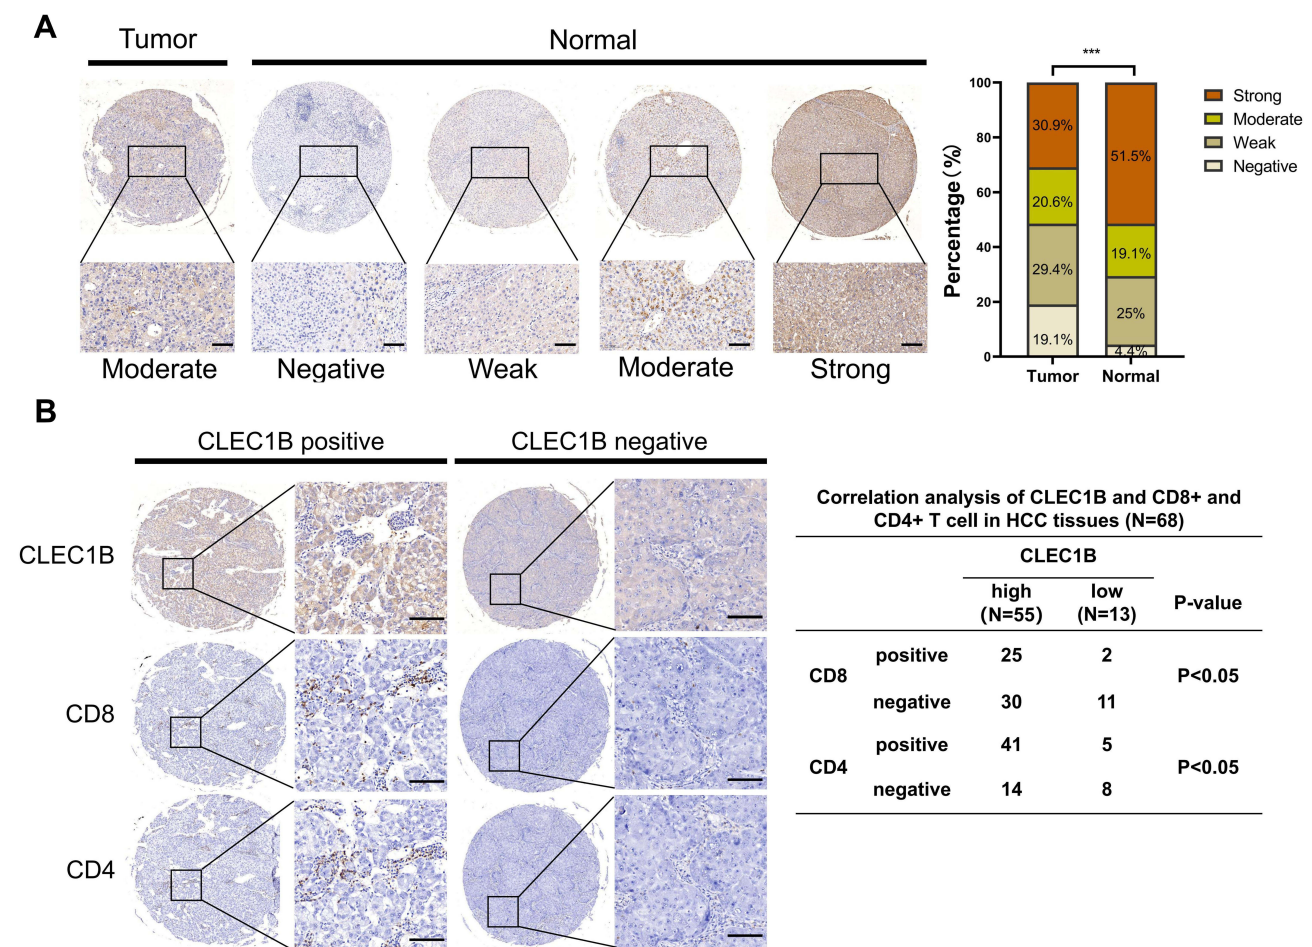 A
Tumor
Normal
Moderate
Negative
Weak
Moderate
Strong
***
Percentage (%)
100
80
60
40
20
0
30.9%
20.6%
29.4%
19.1%
51.5%
19.1%
25%
4.4%
Tumor
Normal
Strong
Moderate
Weak
Negative
B
CLEC1B positive
CLEC1B negative
CLEC1B
CD8
CD4
Correlation analysis of CLEC1B and CD8+ and
CD4+ T cell in HCC tissues (N=68)
CLEC1B
high low
(N=55) (N=13) P-value
CD8 positive 25 2 P<0.05
negative 30 11
CD4 positive 41 5 P<0.05
negative 14 8